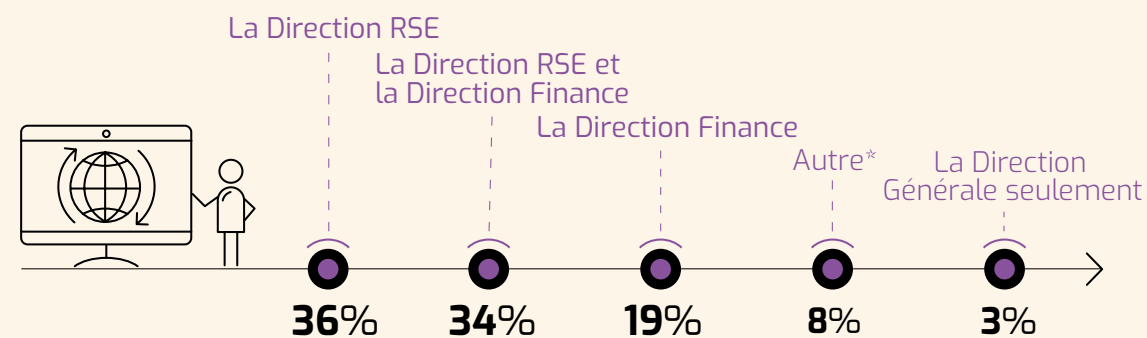 La Direction RSE
La Direction RSE et
la Direction Finance
La Direction Finance
Autre*
La Direction
Générale seulement
36%
34%
19%
8%
3%